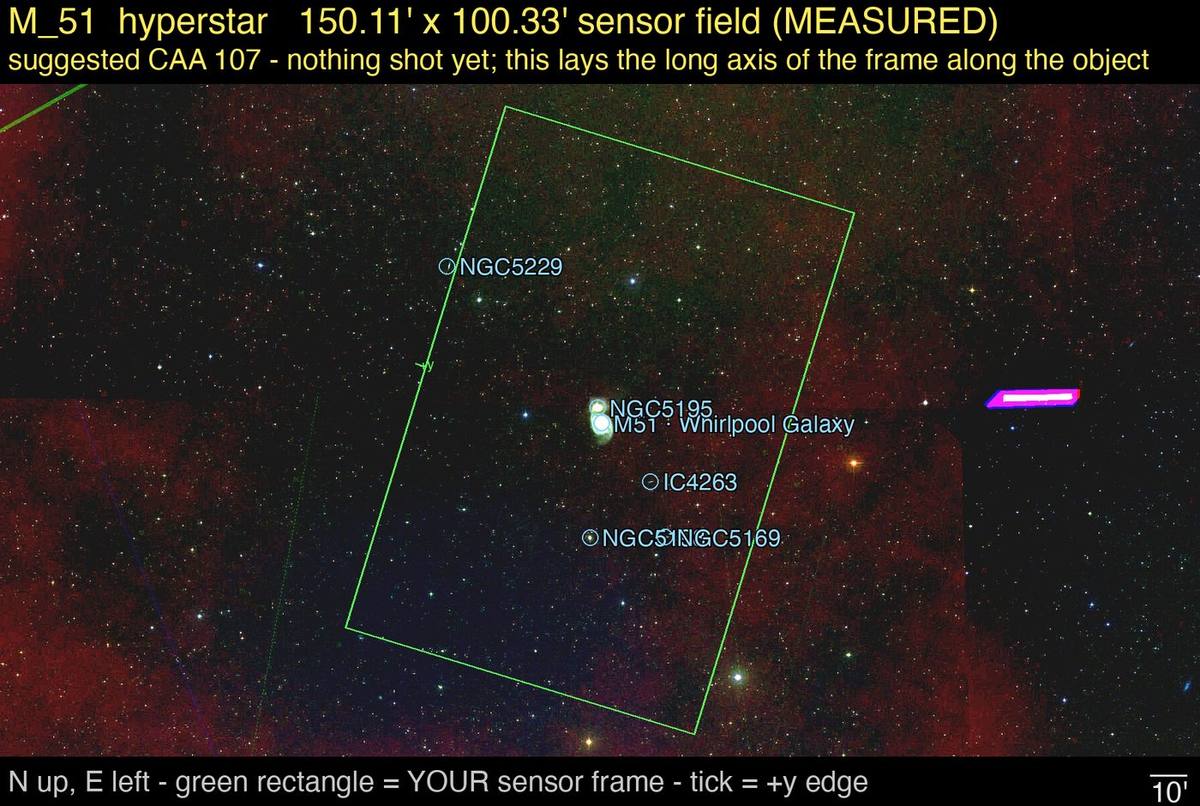 M_51 hyperstar 150.11' x 100.33' sensor field (MEASURED)
suggested CAA 107 - nothing shot yet; this lays the long axis of the frame along the object
NGC5229
+y
NGC5195
M51 · Whirlpool Galaxy
IC4263
NGC5169
N up, E left - green rectangle = YOUR sensor frame - tick = +y edge
10'